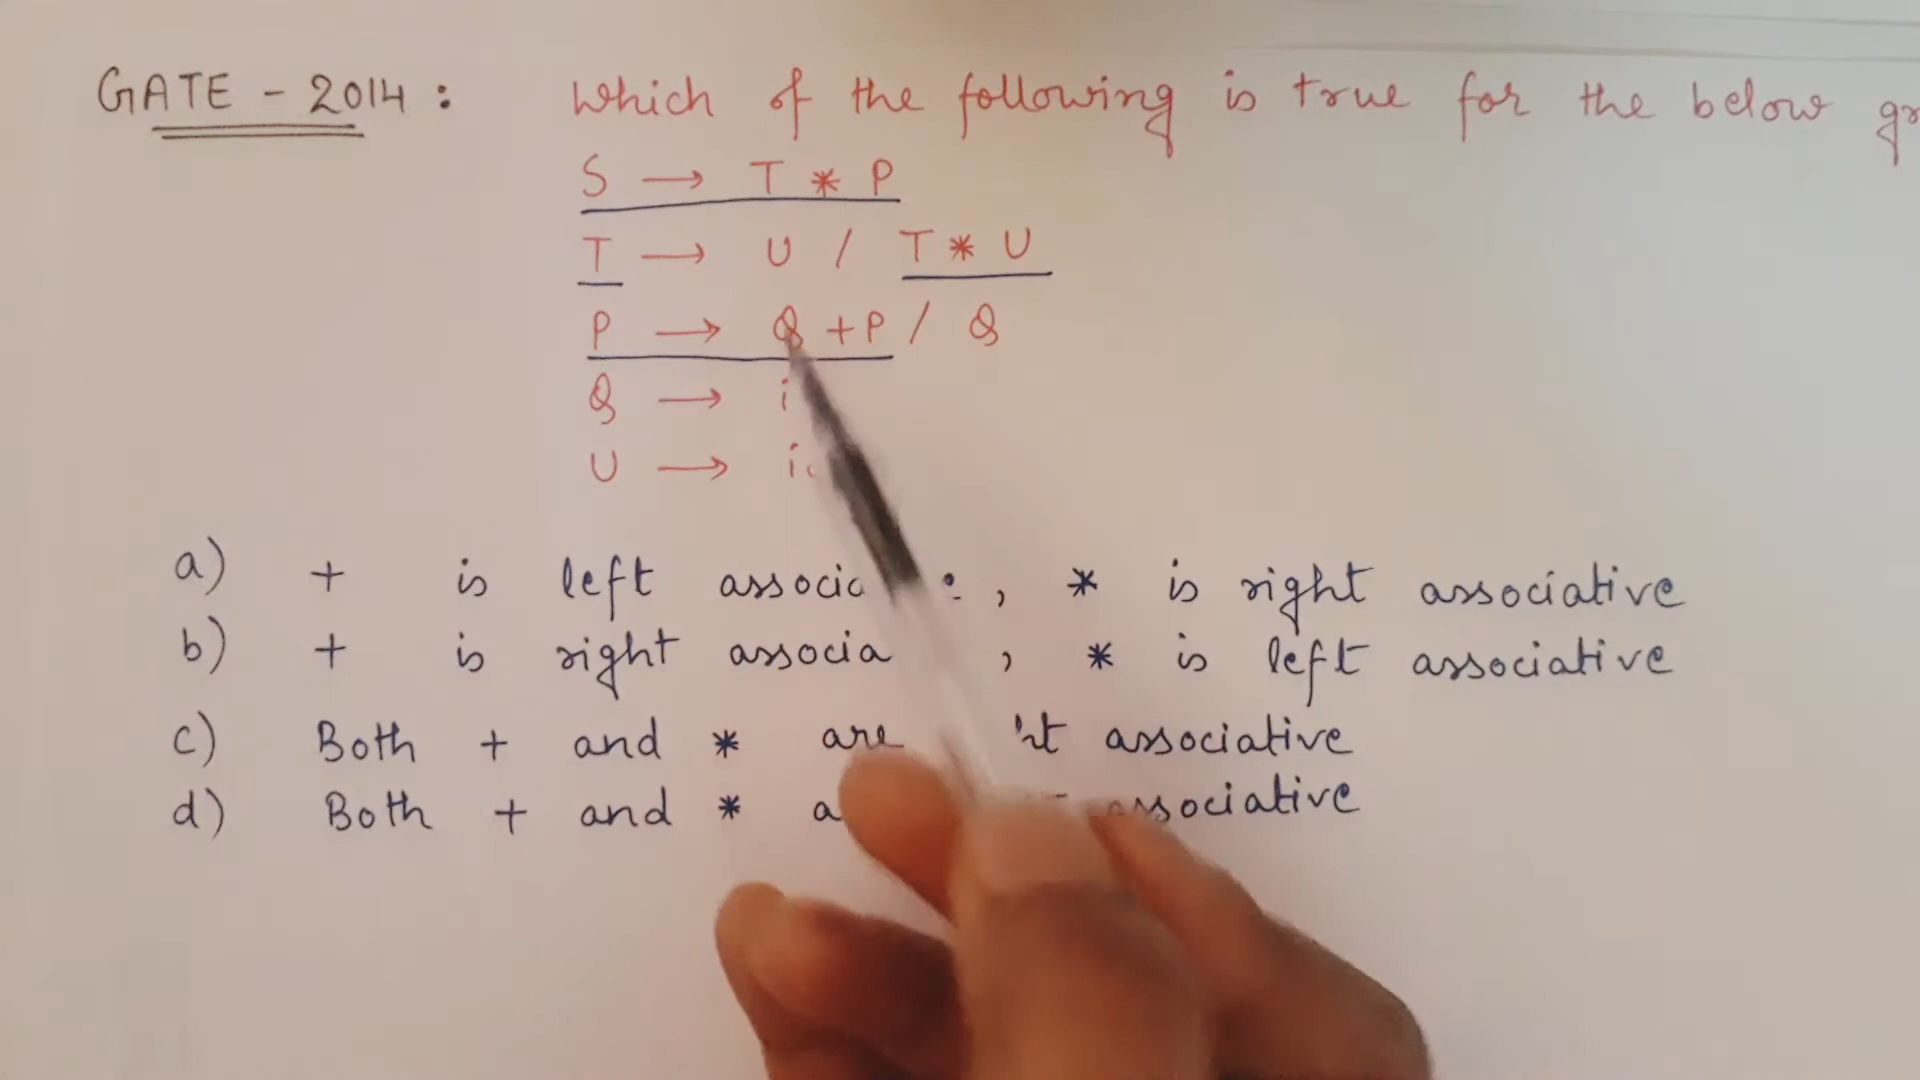 GATE - 2014 : Which of the following is true for the below
S → T * P
T → U / T * U
P → Q + P / Q
Q →
U →
a) + is left , * is right associative
b) + is right , * is left associative
c) Both + and * are associative
d) Both + and * associative